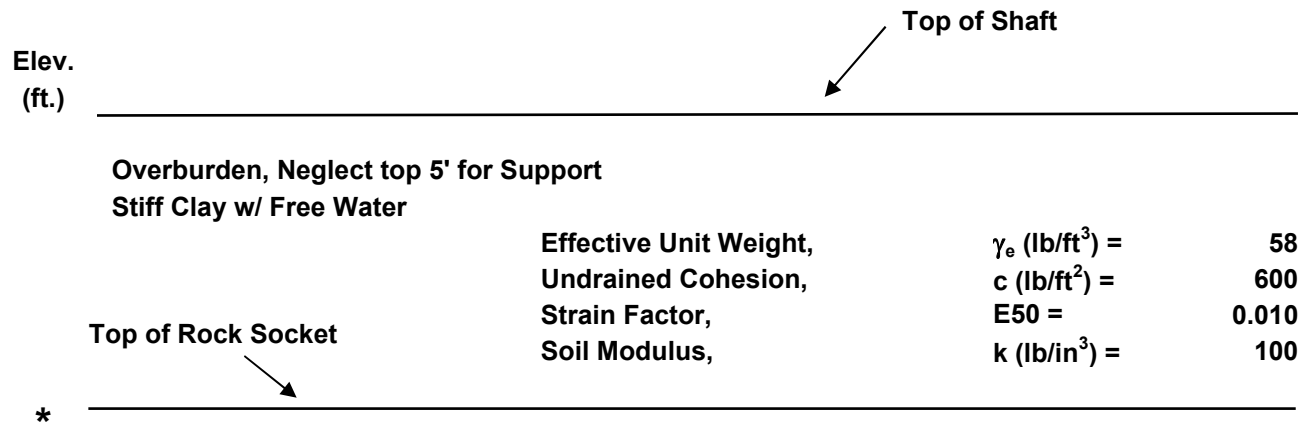 Top of Shaft
Elev.
(ft.)
Overburden, Neglect top 5' for Support
Stiff Clay w/ Free Water
Effective Unit Weight, γe (lb/ft3) = 58
Undrained Cohesion, c (lb/ft2) = 600
Strain Factor, E50 = 0.010
Top of Rock Socket
Soil Modulus, k (lb/in3) = 100
*